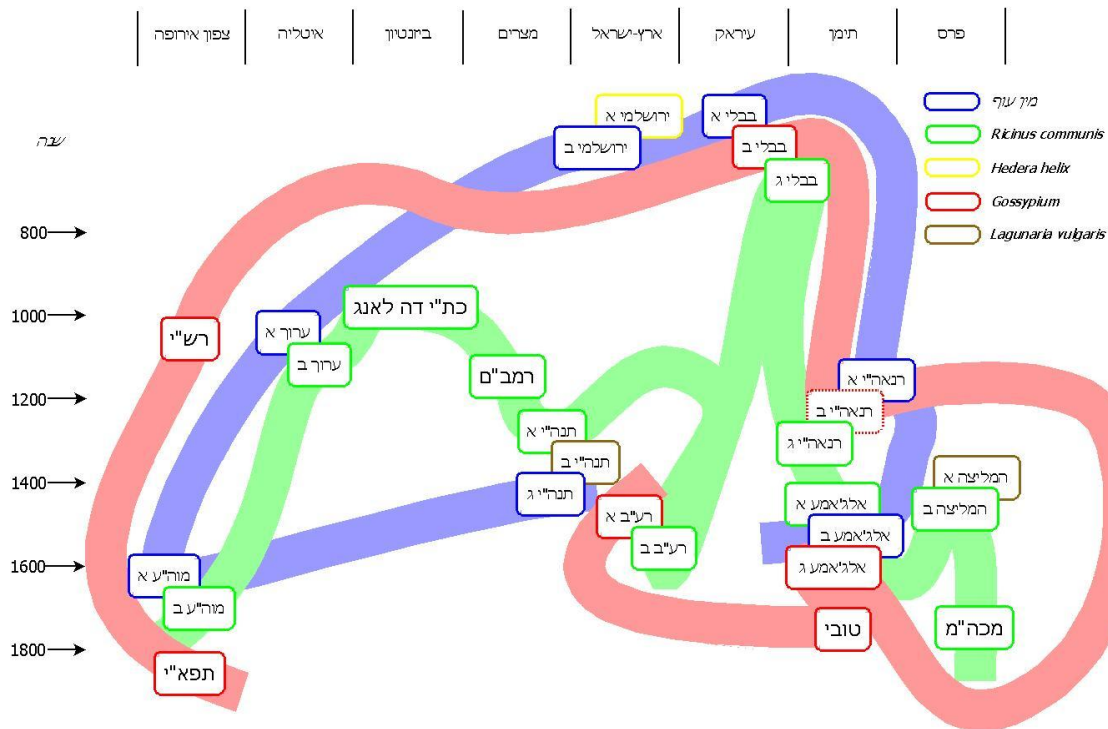 פרס
תימן
עיראק
ארץ-ישראל
מצרים
ביזנטיון
איטליה
צפון אירופה
שנה
מין עוף
Ricinus communis
Hedera helix
Gossypium
Lagunaria vulgaris
800
1000
1200
1400
1600
1800
ירושלמי א
ירושלמי ב
בבלי א
בבלי ב
בבלי ג
רש"י
ערוך א
ערוך ב
כת"י דה לאנג
רמב"ם
תנה"י א
תנה"י ב
תנה"י ג
רנאה"י א
תנאה"י ב
רנאה"י ג
רע"ב א
רע"ב ב
אלג'אמע א
אלג'אמע ב
אלג'אמע ג
המליצה א
המליצה ב
מוה"ע א
מוה"ע ב
טובי
מכה"מ
תפא"י